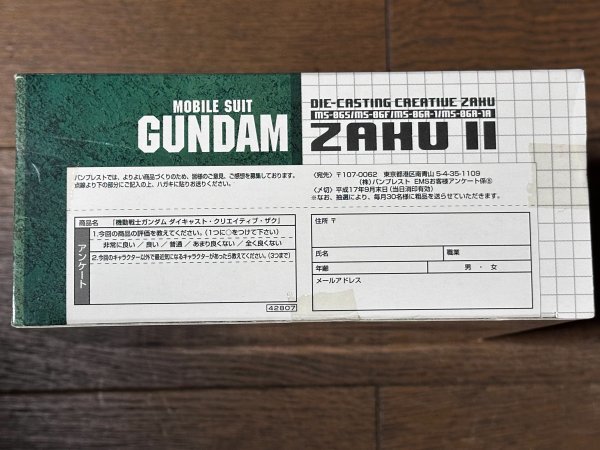 MOBILE SUIT
GUNDAM
DIE-CASTING CREATIVE ZAKU
MS-06S/MS-06F/MS-06R-1/MS-06R-1A
ZAKU II
バンプレストでは、よりよい商品づくりのため、皆様のご意見、ご感想を募集しております。
点線より下の部分にご記入の上、ハガキに貼りお送りください。
〈宛先〉〒107-0062 東京都港区南青山 5-4-35-1109
(株)バンプレスト EMSお客様アンケート係⑧
〈〆切〉平成17年9月末日(当日消印有効)
※なお、抽選により、毎月30名様に粗品を送らせていただきます。
アンケート
商品名 「機動戦士ガンダム ダイキャスト・クリエイティブ・ザク」
1.今回の商品の評価を教えてください。(1つに○をつけて下さい)
非常に良い / 良い / 普通 / あまり良くない / 全く良くない
2.今回のキャラクター以外で最近気になるキャラクターがあったら教えてください。(3つまで)
42807
住所 〒
氏名 職業
年齢 男 ・ 女
メールアドレス